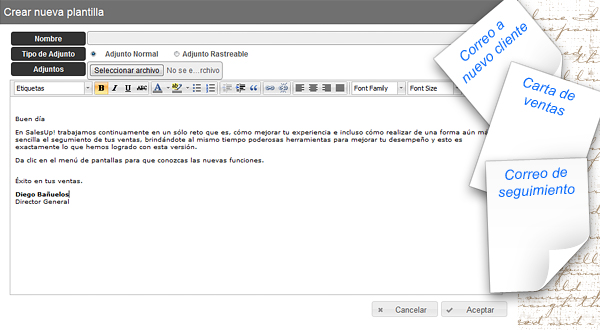 Crear nueva plantilla
Nombre
Tipo de Adjunto
Adjunto Normal
Adjunto Rastreable
Adjuntos
Seleccionar archivo
No se e...rchivo
Etiquetas
B I U ABC
Font Family
Font Size
Buen día
En SalesUp! trabajamos continuamente en un sólo reto que es, cómo mejorar tu experiencia e incluso cómo realizar de una forma aún
sencilla el seguimiento de tus ventas, brindándote al mismo tiempo poderosas herramientas para mejorar tu desempeño y esto es
exactamente lo que hemos logrado con esta versión.
Da clic en el menú de pantallas para que conozcas las nuevas funciones.
Éxito en tus ventas.
Diego Bañuelos
Director General
Cancelar
Aceptar
Correo a
nuevo cliente
Carta de
ventas
Correo de
seguimiento